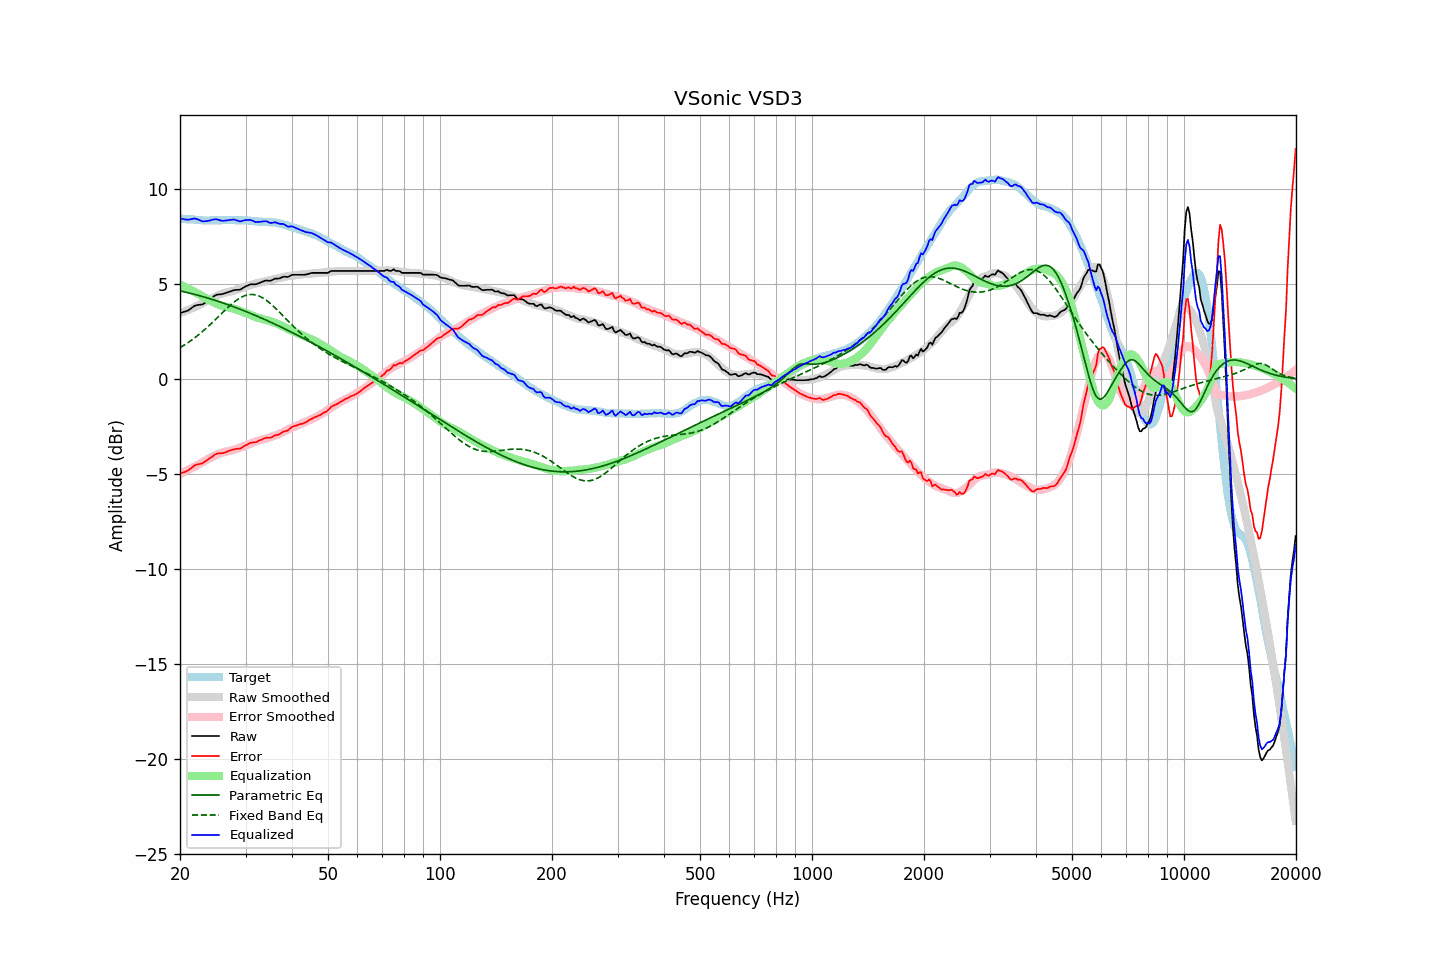 VSonic VSD3
Amplitude (dBr)
10
5
0
−5
−10
−15
−20
−25
Target
Raw Smoothed
Error Smoothed
Raw
Error
Equalization
Parametric Eq
Fixed Band Eq
Equalized
20 50 100 200 500 1000 2000 5000 10000 20000
Frequency (Hz)